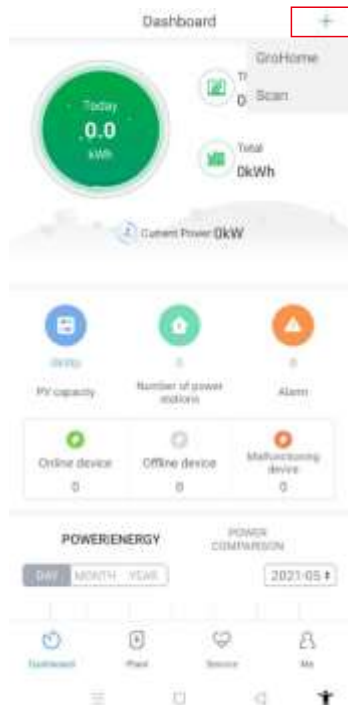 Dashboard
+
GroHome
Scan
Today
0.0
kWh
0
Total
0kWh
Current Power 0kW
0
0
PV capacity
Number of power
stations
Alarm
Online device
Offline device
Malfunctioning
device
0
0
0
POWER/ENERGY
POWER
COMPARISON
DAY
MONTH
YEAR
2021-05
Dashboard
Plant
Service
Me